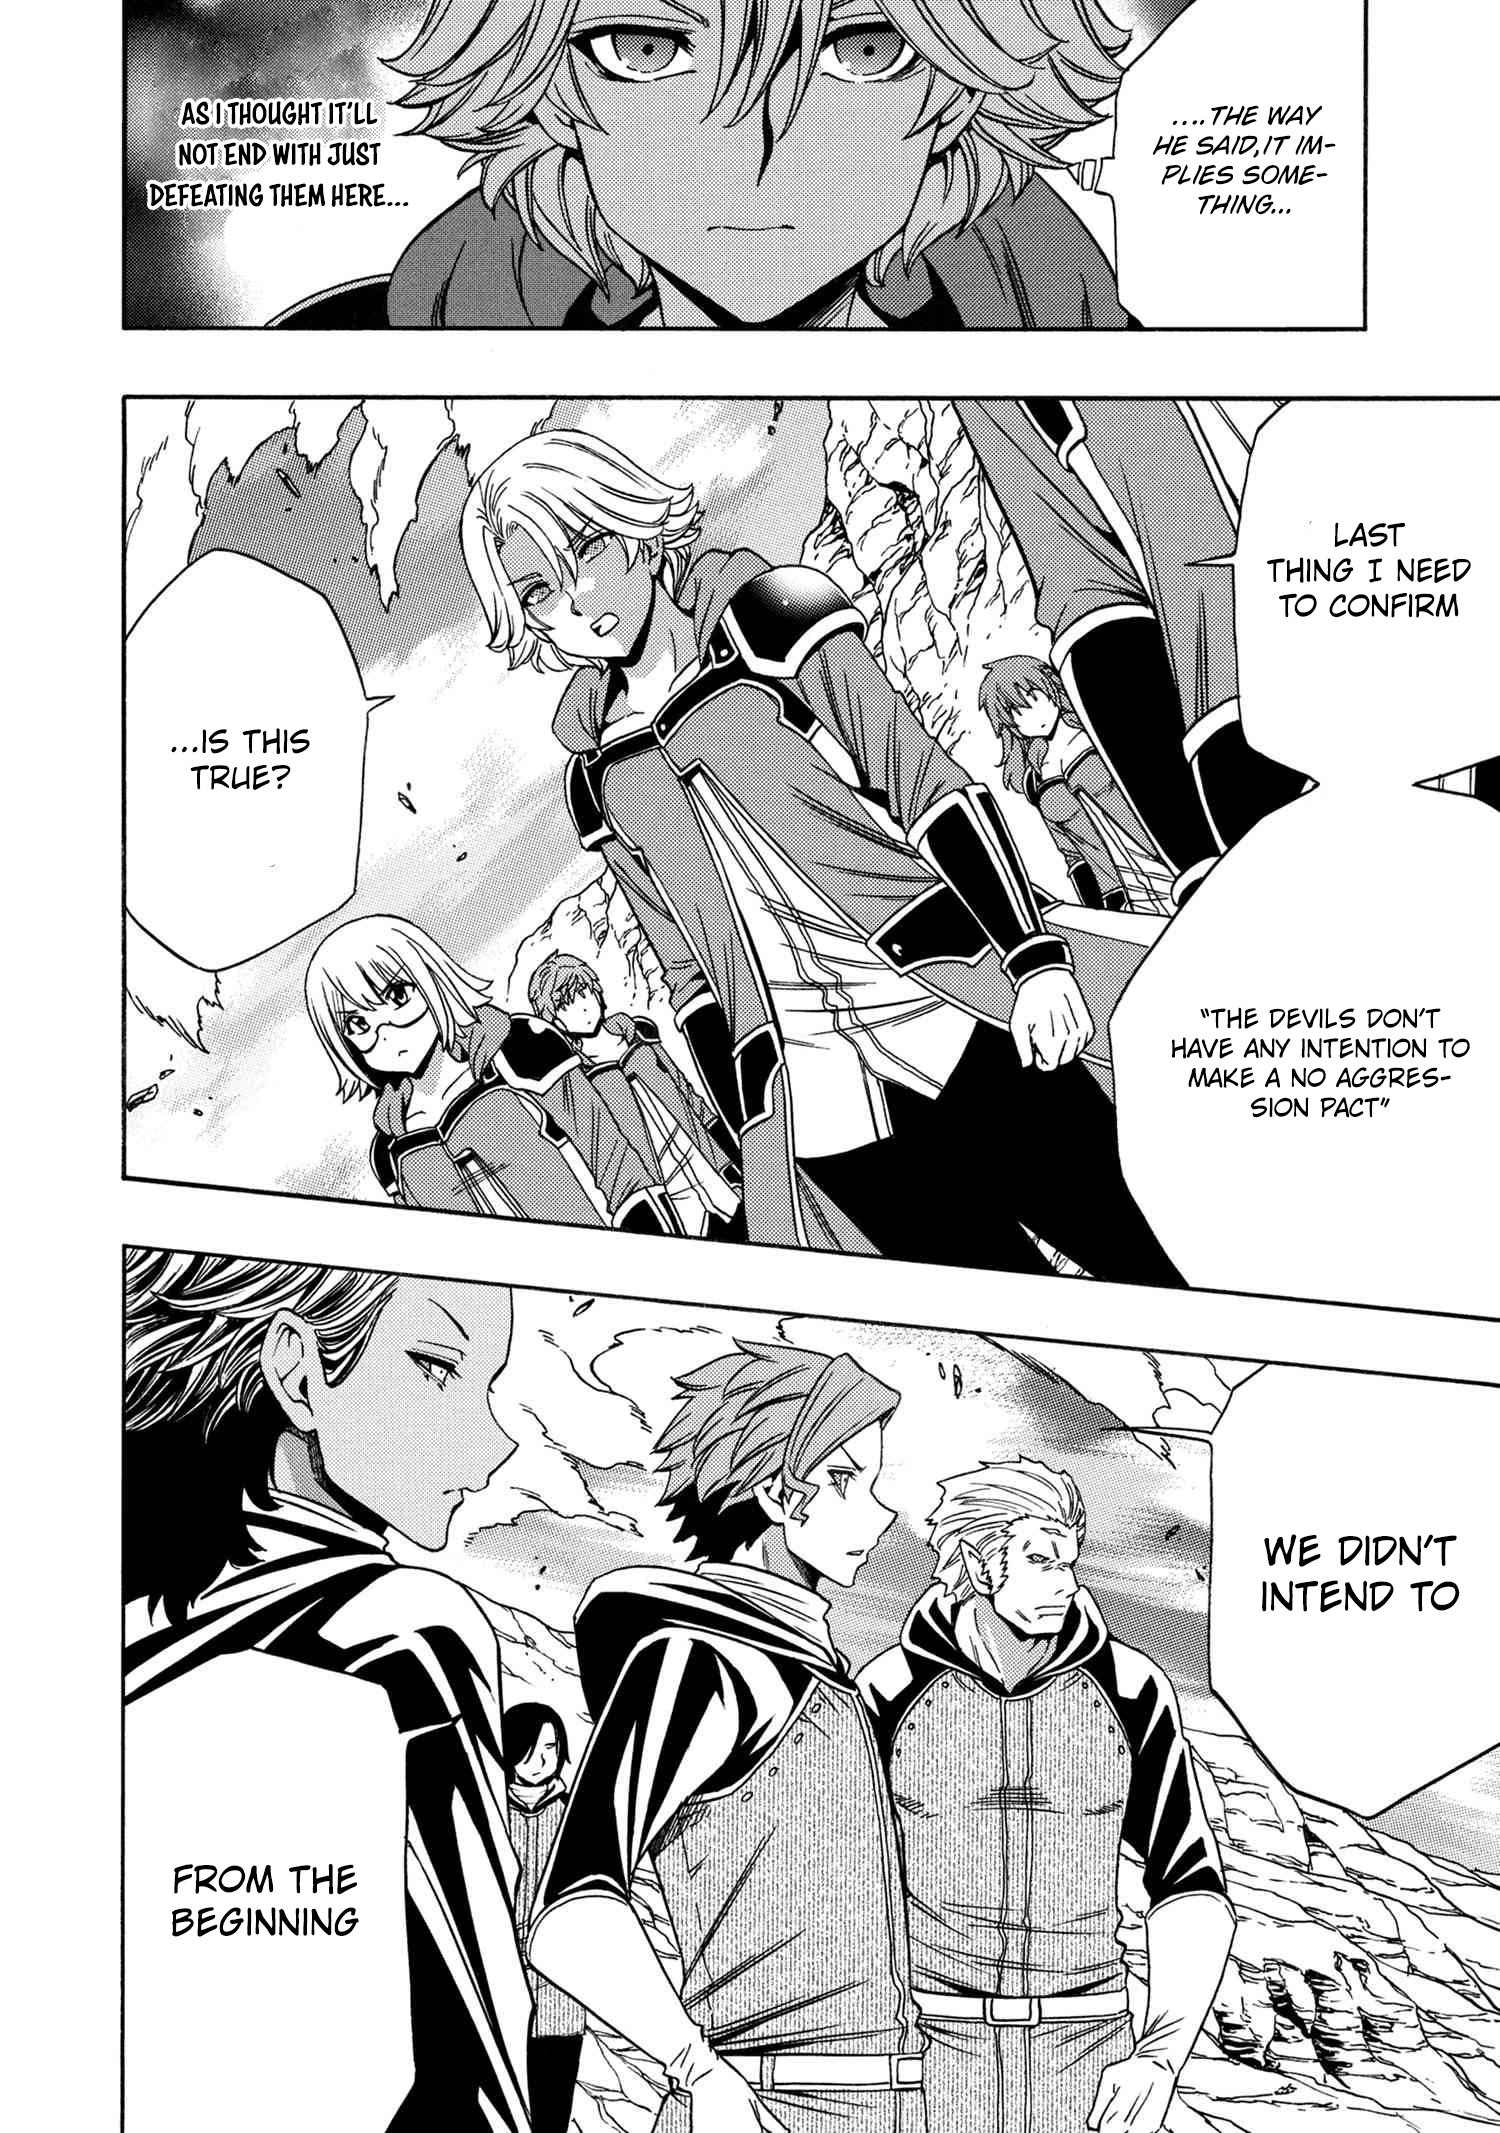 ....THE WAY
HE SAID,IT IM-
PLIES SOME-
THING...
AS I THOUGHT IT'LL
NOT END WITH JUST
DEFEATING THEM HERE...
LAST
THING I NEED
TO CONFIRM
"THE DEVILS DON'T
HAVE ANY INTENTION TO
MAKE A NO AGGRES-
SION PACT"
...IS THIS
TRUE?
WE DIDN'T
INTEND TO
FROM THE
BEGINNING